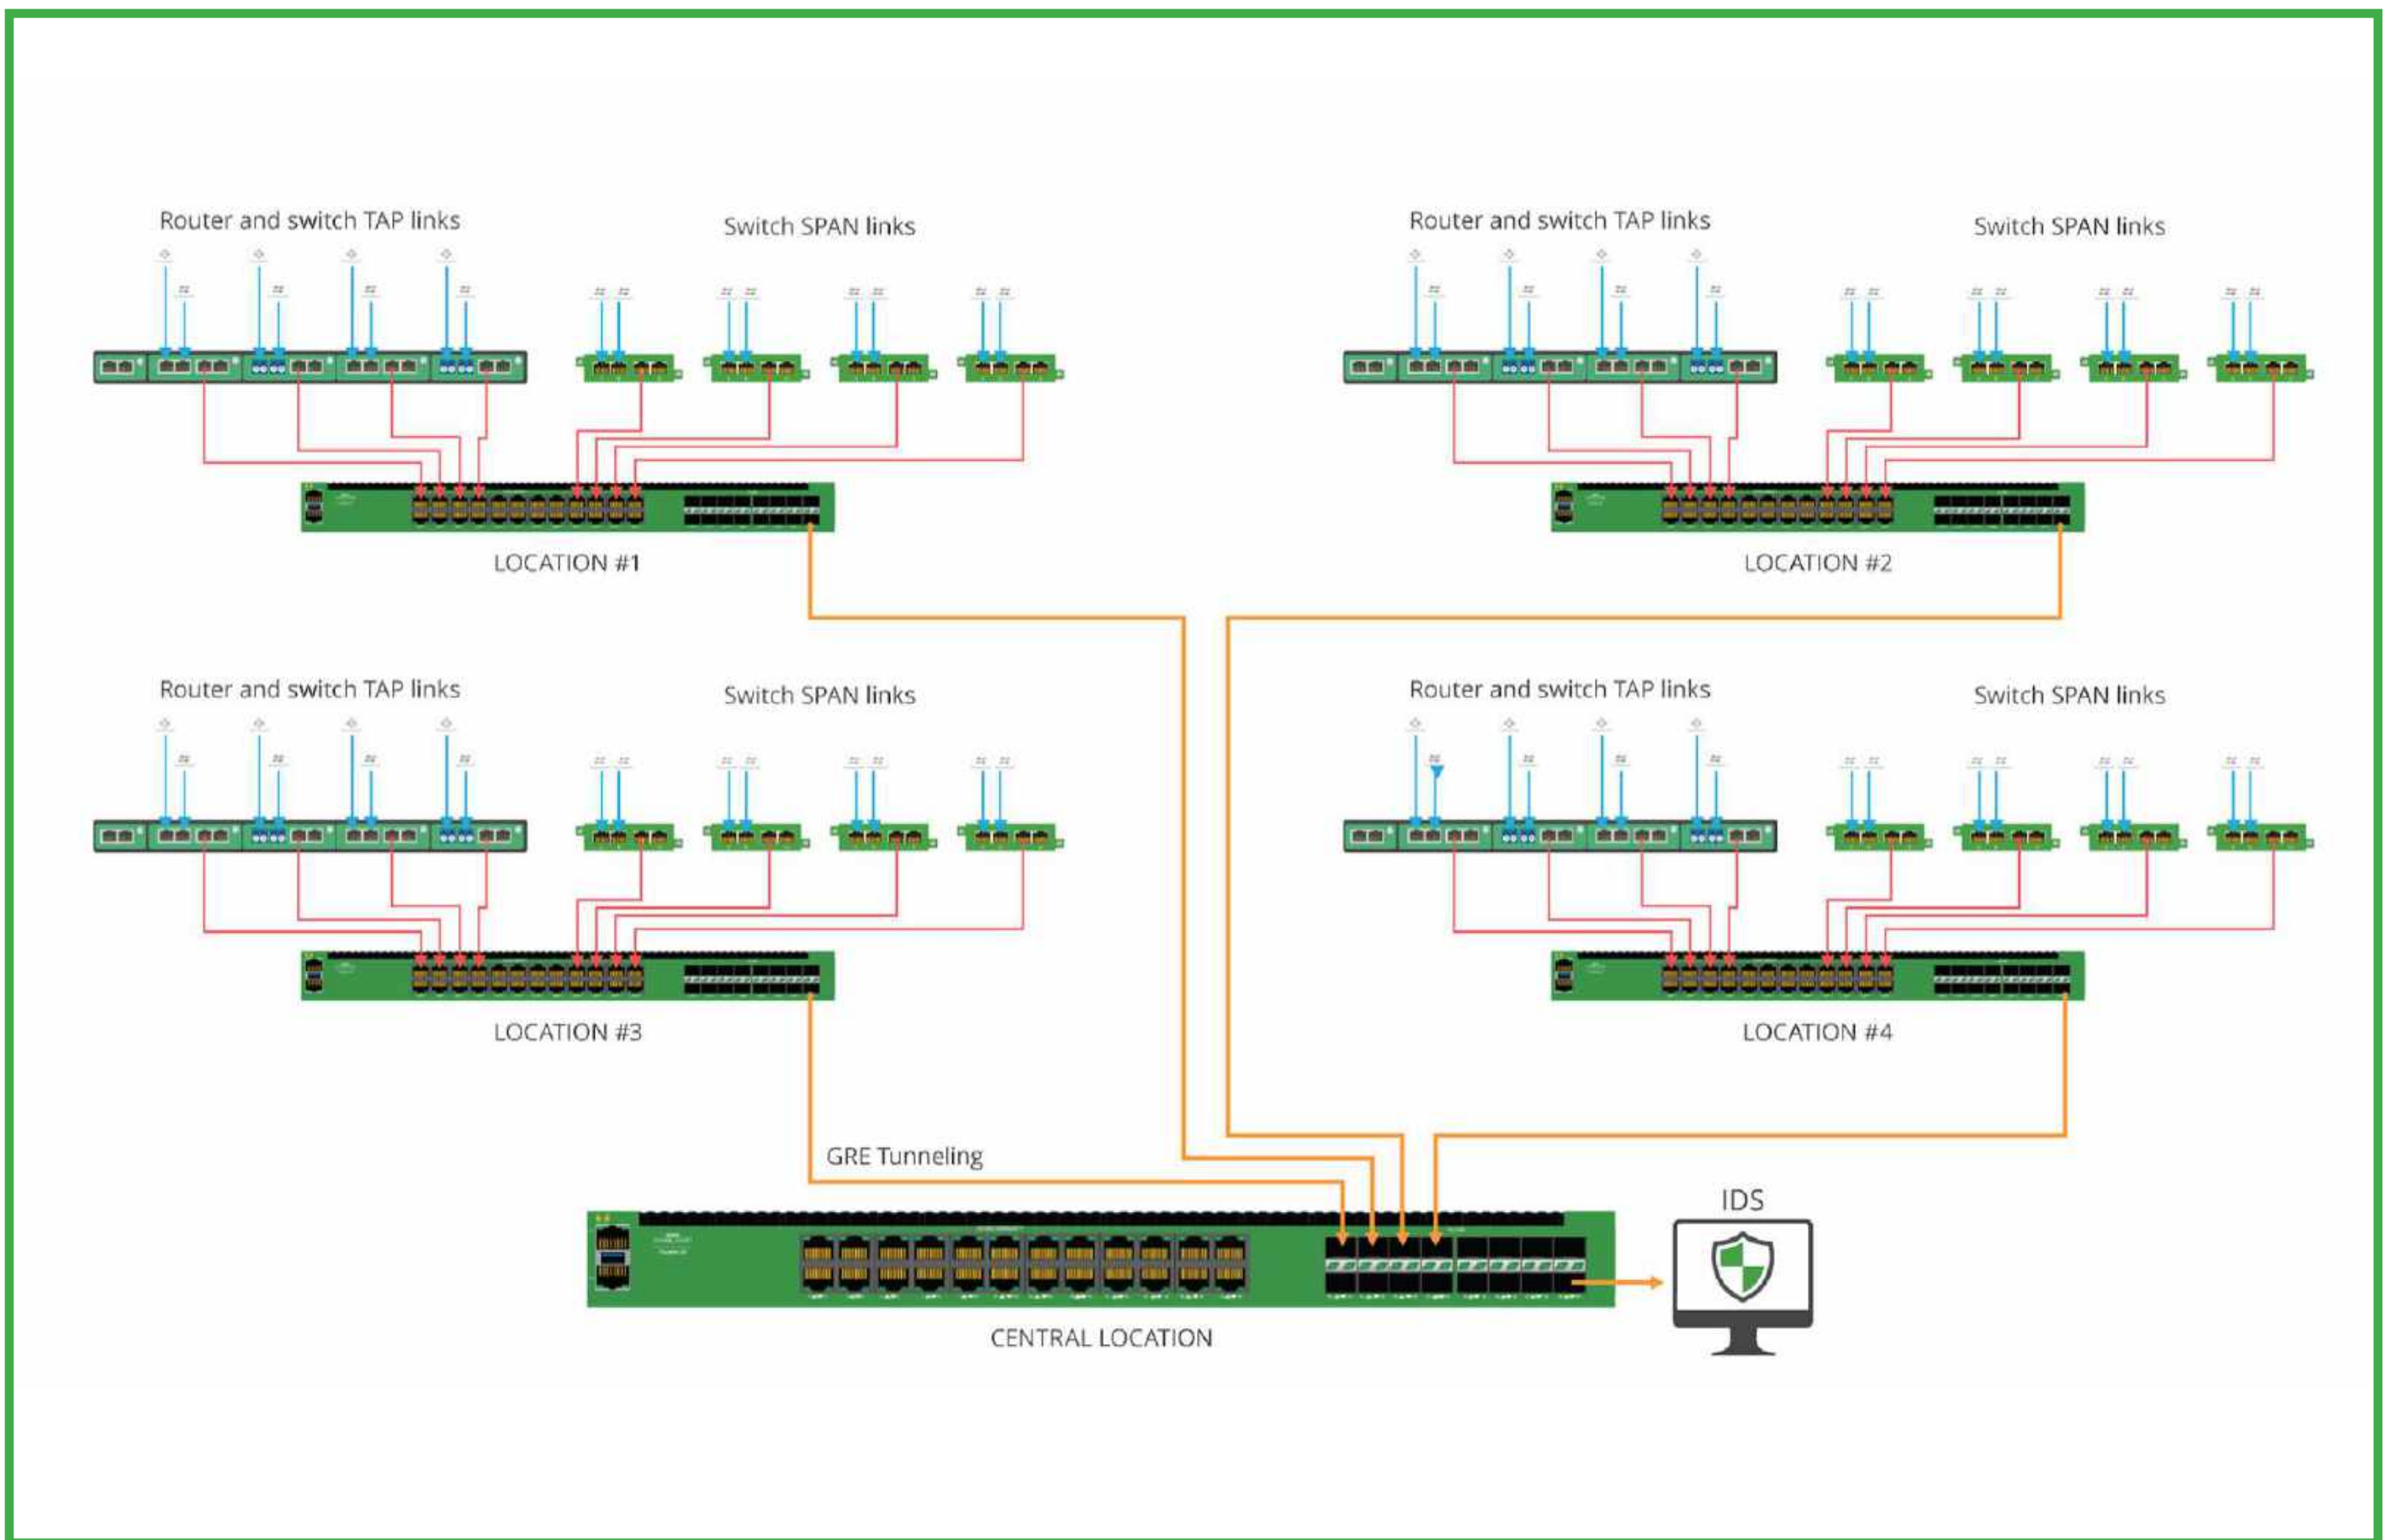 Router and switch TAP links
Switch SPAN links
Router and switch TAP links
Switch SPAN links
LOCATION #1
LOCATION #2
Router and switch TAP links
Switch SPAN links
Router and switch TAP links
Switch SPAN links
LOCATION #3
LOCATION #4
GRE Tunneling
IDS
CENTRAL LOCATION